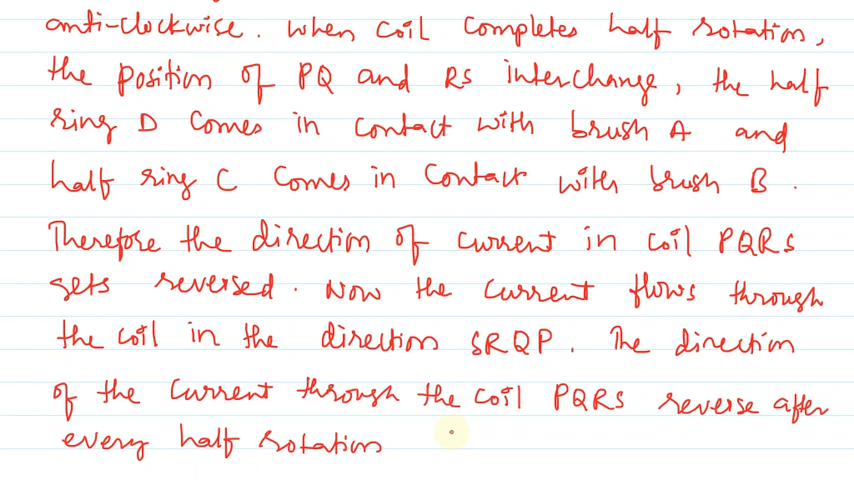 anti-clockwise. When coil completes half rotation,
the position of PQ and RS interchange, the half
ring D comes in contact with brush A and
half ring C comes in contact with brush B.
Therefore the direction of current in coil PQRS
gets reversed. Now the current flows through
the coil in the direction SRQP. The direction
of the current through the coil PQRS reverse after
every half rotation